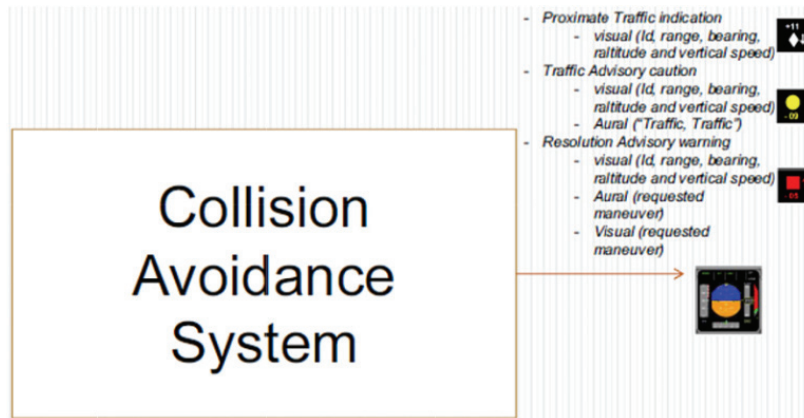 - Proximate Traffic indication
- visual (Id, range, bearing,
raltitude and vertical speed)
- Traffic Advisory caution
- visual (Id, range, bearing,
raltitude and vertical speed)
- Aural ("Traffic, Traffic")
- Resolution Advisory warning
- visual (Id, range, bearing,
raltitude and vertical speed)
- Aural (requested
maneuver)
- Visual (requested
maneuver)
+11
-09
-01
Collision
Avoidance
System